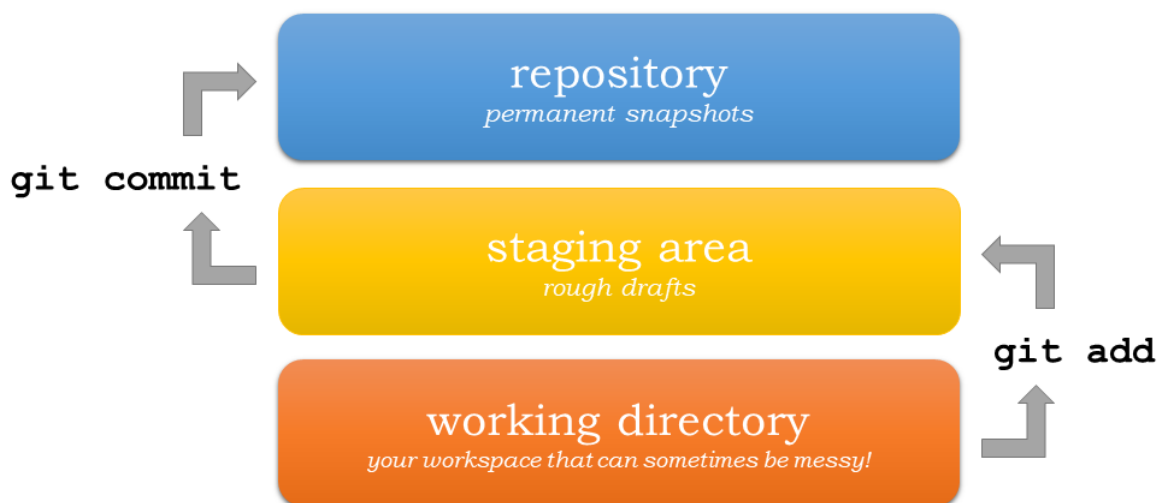 repository
permanent snapshots
git commit
staging area
rough drafts
git add
working directory
your workspace that can sometimes be messy!